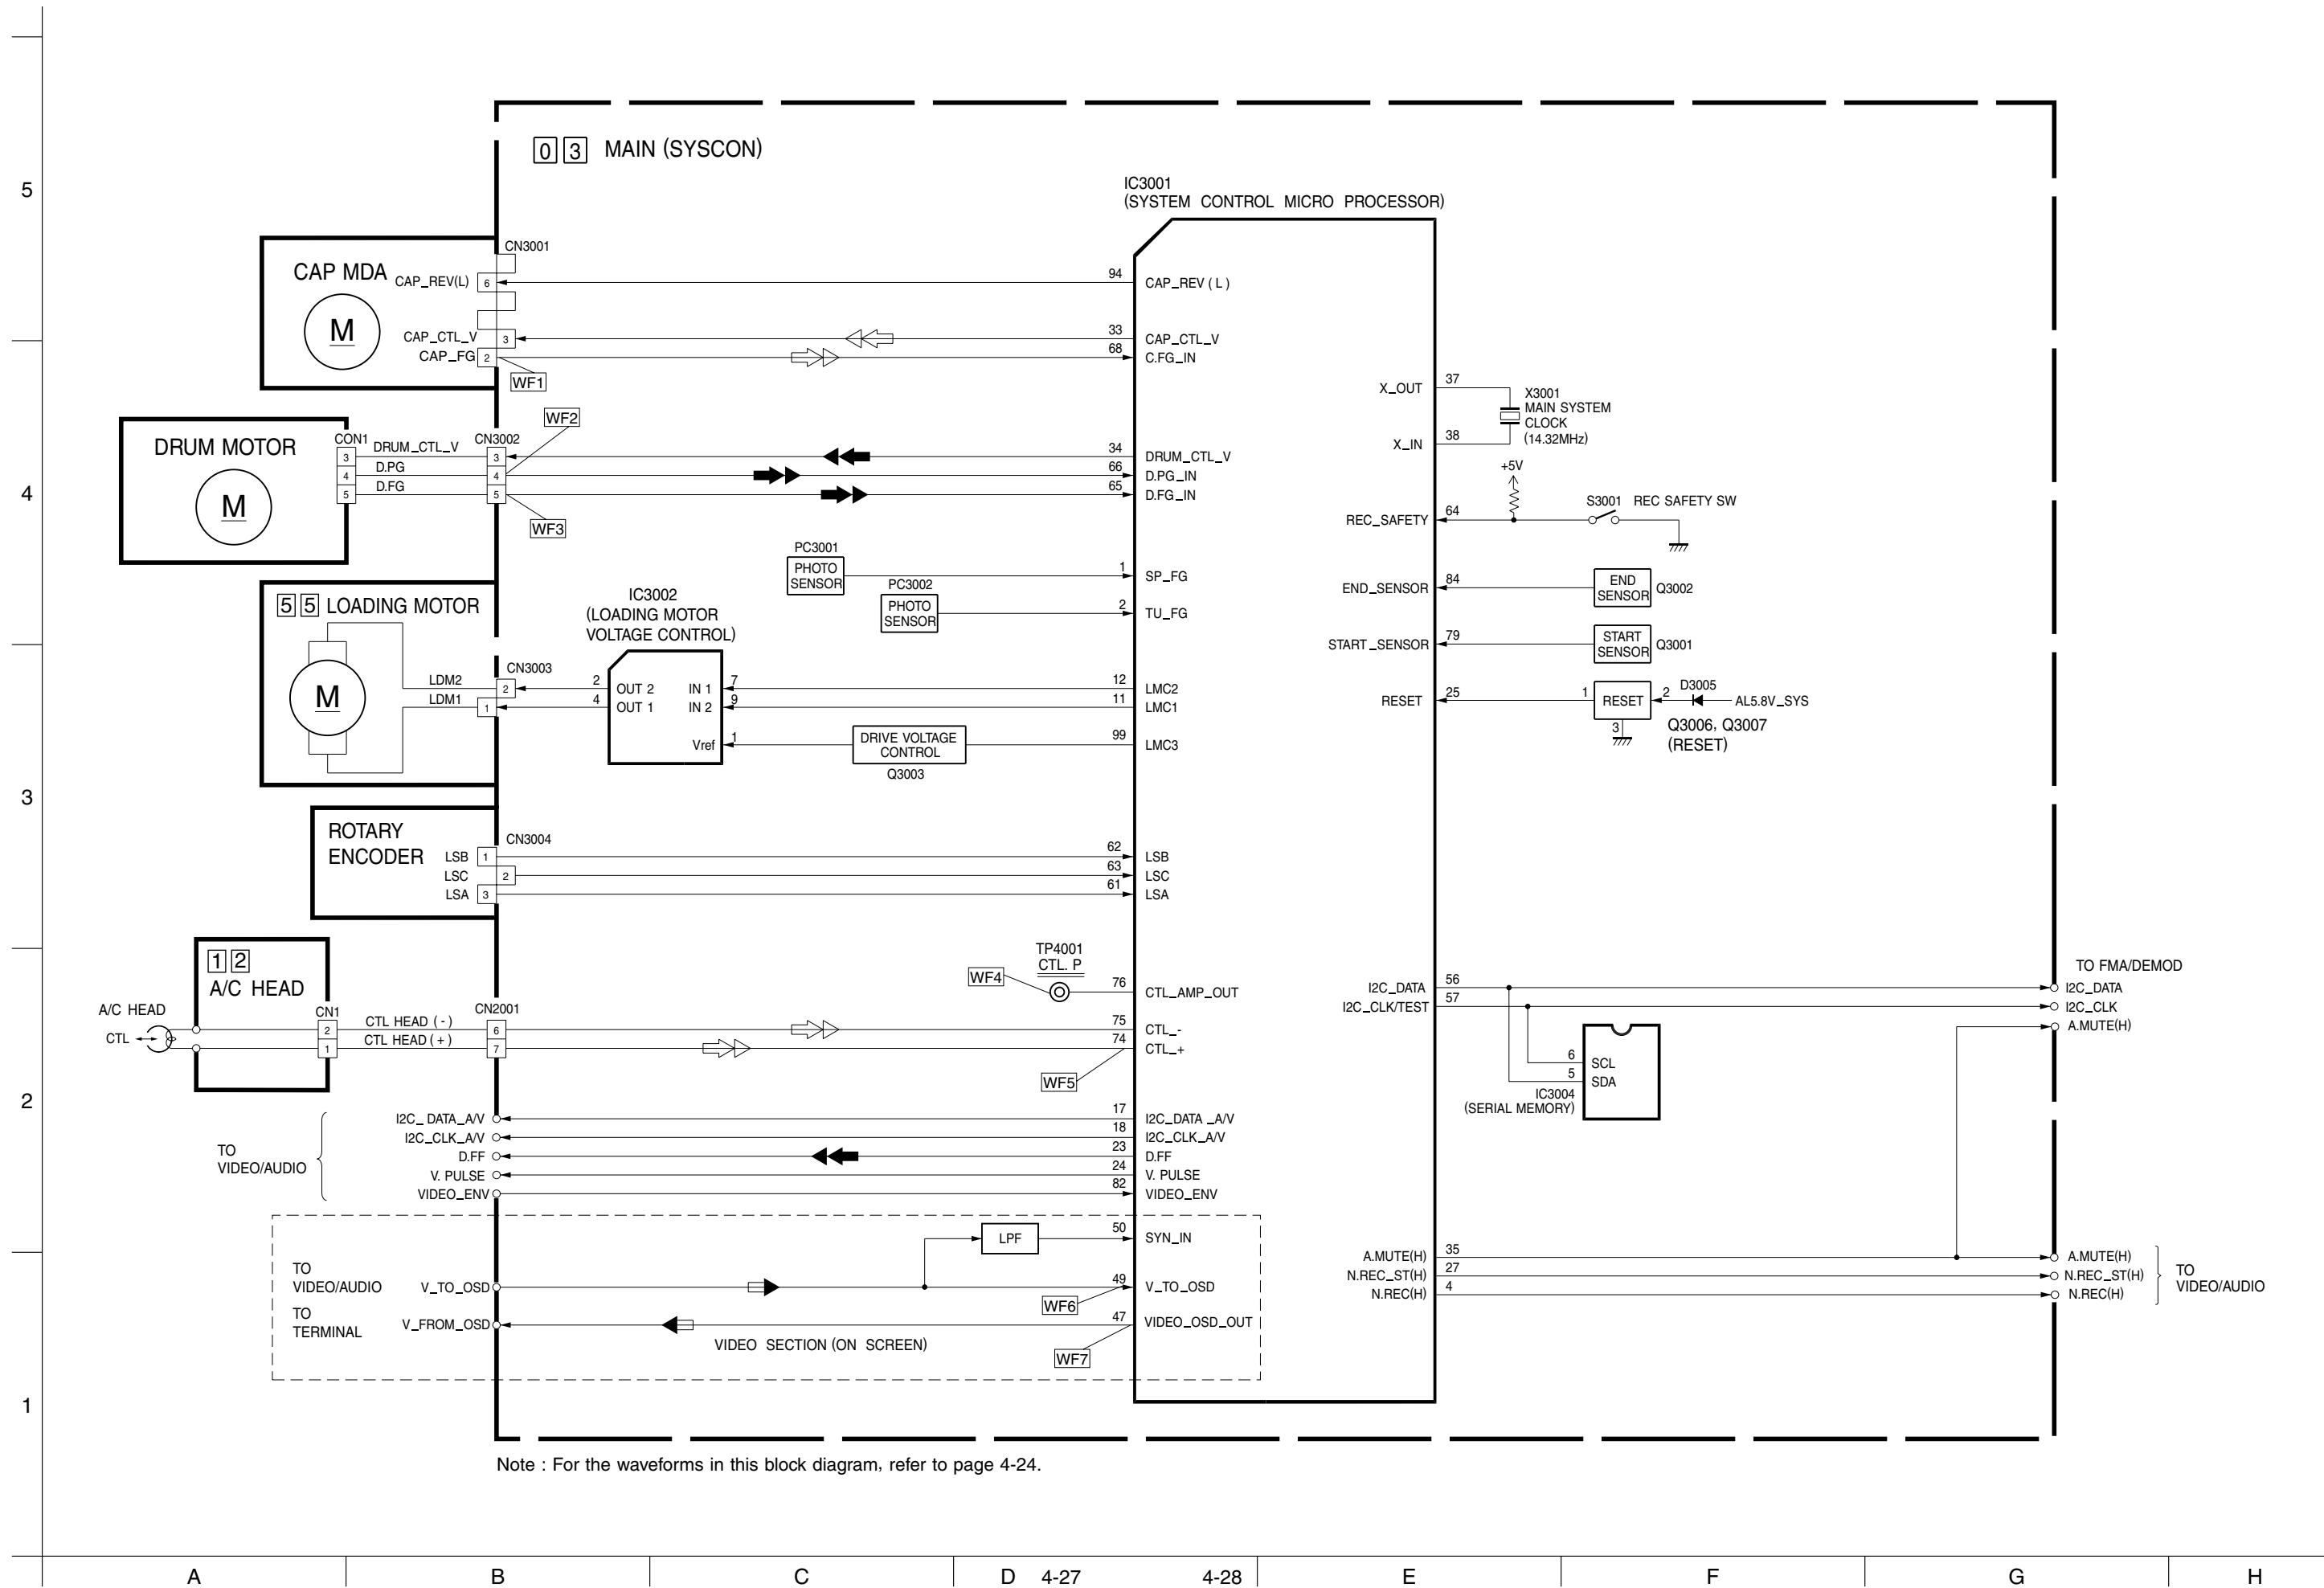 0 3 MAIN (SYSCON)
5
IC3001
(SYSTEM CONTROL MICRO PROCESSOR)
CN3001
CAP MDA
CAP_REV(L) 6
94 CAP_REV ( L )
M
CAP_CTL_V 3
33 CAP_CTL_V
CAP_FG 2
68 C.FG_IN
WF1
X_OUT 37
X3001
MAIN SYSTEM
CLOCK
(14.32MHz)
X_IN 38
WF2
DRUM MOTOR
CON1
CN3002
3 DRUM_CTL_V 3
34 DRUM_CTL_V
4 D.PG 4
66 D.PG_IN
5 D.FG 5
65 D.FG_IN
M
WF3
4
+5V
S3001 REC SAFETY SW
REC_SAFETY 64
PC3001
PHOTO
SENSOR
1 SP_FG
PC3002
PHOTO
SENSOR
2 TU_FG
END_SENSOR 84
END
SENSOR
Q3002
START_SENSOR 79
START
SENSOR
Q3001
5 5 LOADING MOTOR
M
IC3002
(LOADING MOTOR
VOLTAGE CONTROL)
CN3003
LDM2 2
2 OUT 2
IN 1 7
12 LMC2
LDM1 1
4 OUT 1
IN 2 9
11 LMC1
Vref 1
DRIVE VOLTAGE
CONTROL
Q3003
99 LMC3
RESET 25
1 RESET 2
3
D3005
AL5.8V_SYS
Q3006, Q3007
(RESET)
3
ROTARY
ENCODER
CN3004
LSB 1
62 LSB
LSC 2
63 LSC
LSA 3
61 LSA
1 2
A/C HEAD
A/C HEAD
CTL
CN1
CN2001
2 CTL HEAD ( - ) 6
75 CTL_-
1 CTL HEAD ( + ) 7
74 CTL_+
TP4001
CTL. P
WF4
76 CTL_AMP_OUT
WF5
TO FMA/DEMOD
I2C_DATA 56
I2C_DATA
I2C_CLK/TEST 57
I2C_CLK
A.MUTE(H)
6 SCL
5 SDA
IC3004
(SERIAL MEMORY)
2
TO
VIDEO/AUDIO
I2C_ DATA_A/V
17 I2C_DATA _A/V
I2C_CLK_A/V
18 I2C_CLK_A/V
D.FF
23 D.FF
V. PULSE
24 V. PULSE
VIDEO_ENV
82 VIDEO_ENV
LPF
50 SYN_IN
TO
VIDEO/AUDIO
V_TO_OSD
49 V_TO_OSD
WF6
TO
TERMINAL
V_FROM_OSD
47 VIDEO_OSD_OUT
VIDEO SECTION (ON SCREEN)
WF7
A.MUTE(H) 35
A.MUTE(H)
N.REC_ST(H) 27
N.REC_ST(H)
N.REC(H) 4
N.REC(H)
TO
VIDEO/AUDIO
1
Note : For the waveforms in this block diagram, refer to page 4-24.
A B C D 4-27 4-28 E F G H